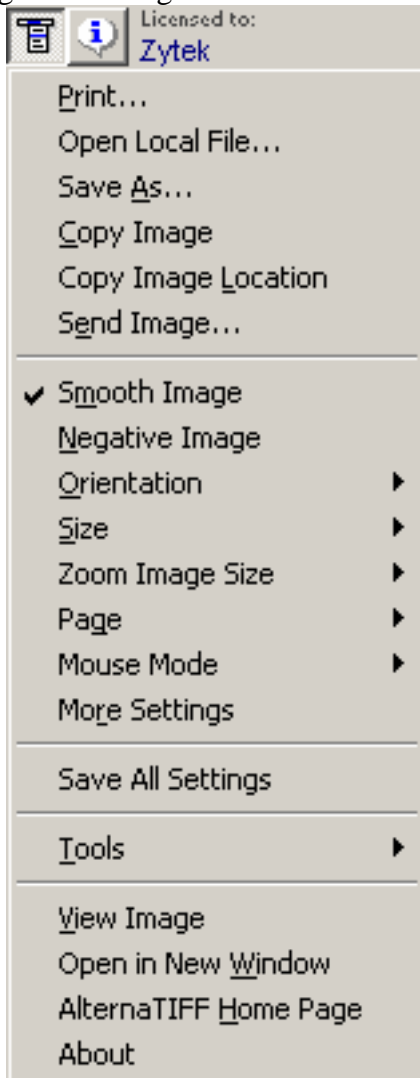 Licensed to:
Zytek
Print...
Open Local File...
Save As...
Copy Image
Copy Image Location
Send Image...
Smooth Image
Negative Image
Orientation
Size
Zoom Image Size
Page
Mouse Mode
More Settings
Save All Settings
Tools
View Image
Open in New Window
AlternaTIFF Home Page
About